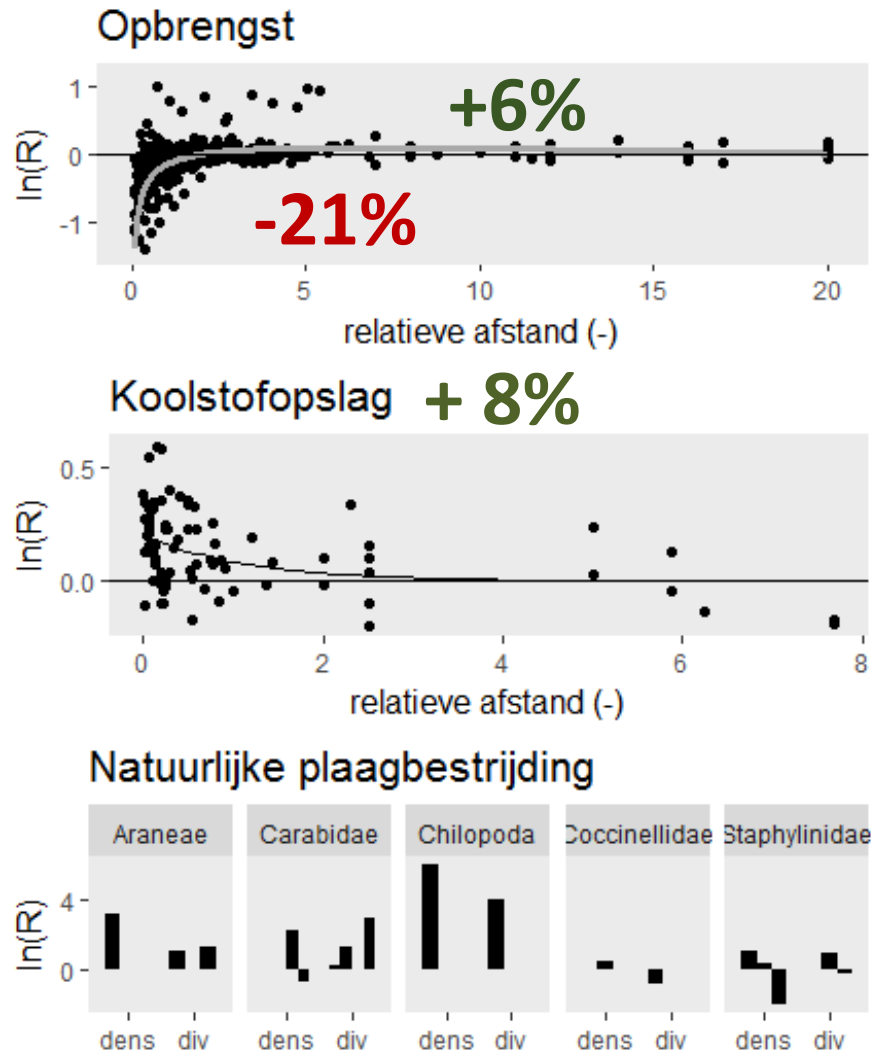 Opbrengst
1
0
-1
ln(R)
+6%
-21%
0 5 10 15 20
relatieve afstand (-)
Koolstofopslag + 8%
0.5
0.0
ln(R)
0 2 4 6 8
relatieve afstand (-)
Natuurlijke plaagbestrijding
Araneae Carabidae Chilopoda Coccinellidae Staphylinidae
4
0
ln(R)
dens div dens div dens div dens div dens div